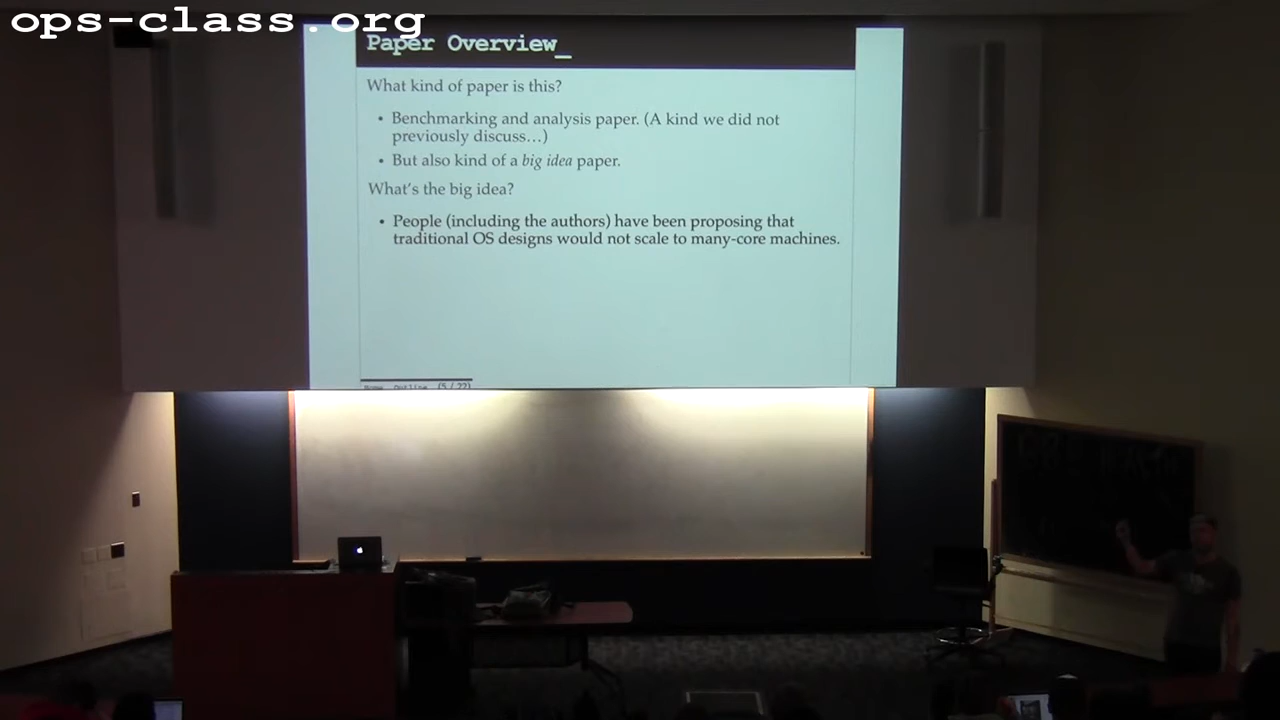 ops-class.org
Paper Overview_
What kind of paper is this?
• Benchmarking and analysis paper. (A kind we did not
previously discuss…)
• But also kind of a big idea paper.
What's the big idea?
• People (including the authors) have been proposing that
traditional OS designs would not scale to many-core machines.
(5 / 22)